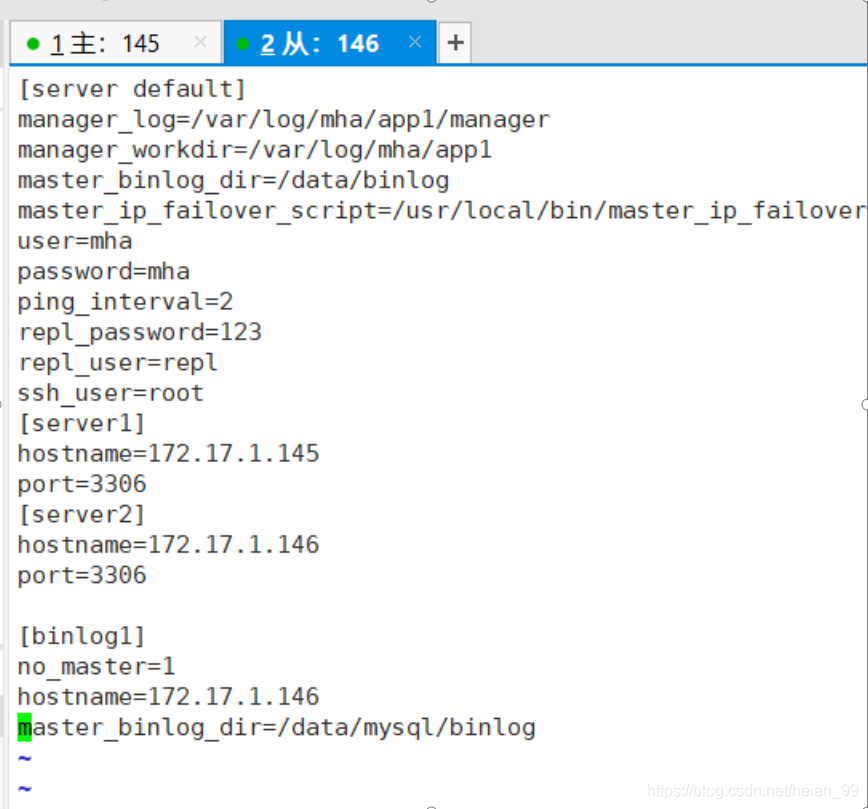 1 主：145 × 2 从：146 × +
[server default]
manager_log=/var/log/mha/app1/manager
manager_workdir=/var/log/mha/app1
master_binlog_dir=/data/binlog
master_ip_failover_script=/usr/local/bin/master_ip_failover
user=mha
password=mha
ping_interval=2
repl_password=123
repl_user=repl
ssh_user=root
[server1]
hostname=172.17.1.145
port=3306
[server2]
hostname=172.17.1.146
port=3306
[binlog1]
no_master=1
hostname=172.17.1.146
master_binlog_dir=/data/mysql/binlog
~
~
https://blog.csdn.net/heian_99